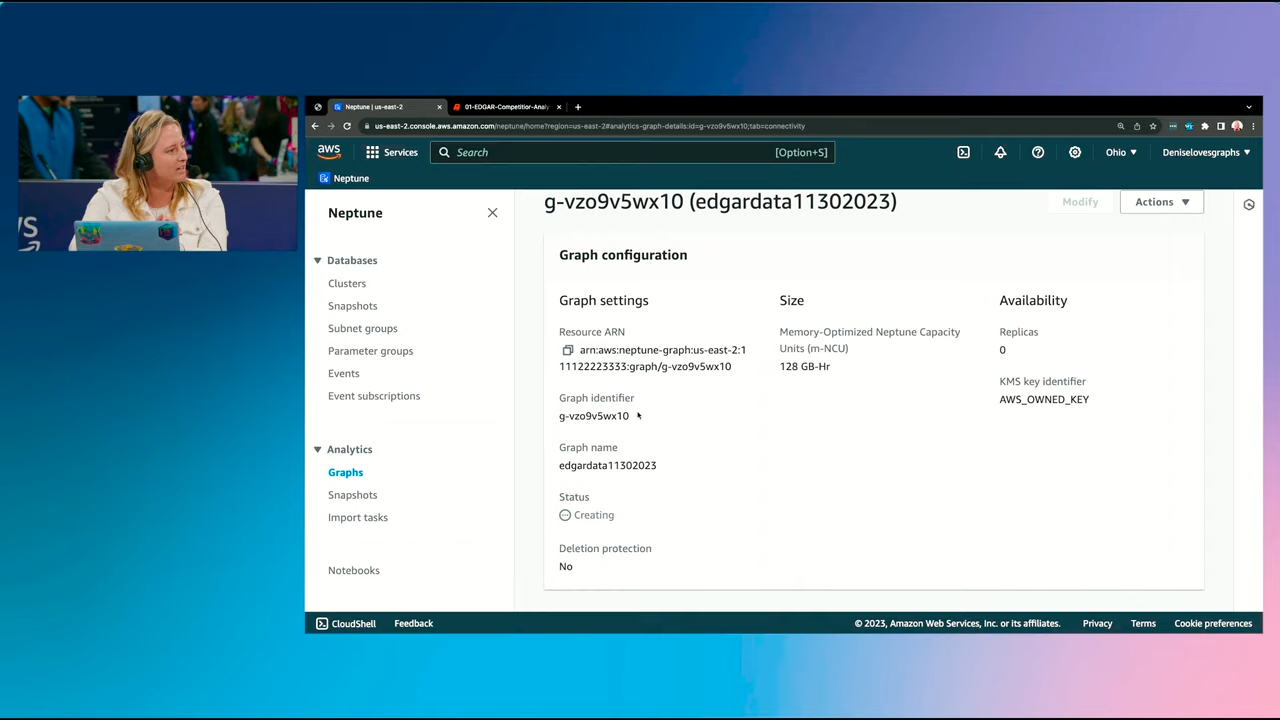 Neptune | us-east-2
01-EDGAR-Competitior-Analy
us-east-2.console.aws.amazon.com/neptune/home?region=us-east-2#analytics-graph-details:id=g-vzo9v5wx10;tab=connectivity
aws
Services
Search
[Option+S]
Ohio
Deniselovesgraphs
Neptune
Neptune
Databases
Clusters
Snapshots
Subnet groups
Parameter groups
Events
Event subscriptions
Analytics
Graphs
Snapshots
Import tasks
Notebooks
g-vzo9v5wx10 (edgardata11302023)
Modify
Actions
Graph configuration
Graph settings
Resource ARN
arn:aws:neptune-graph:us-east-2:1
11122223333:graph/g-vzo9v5wx10
Graph identifier
g-vzo9v5wx10
Graph name
edgardata11302023
Status
Creating
Deletion protection
No
Size
Memory-Optimized Neptune Capacity
Units (m-NCU)
128 GB-Hr
Availability
Replicas
0
KMS key identifier
AWS_OWNED_KEY
CloudShell
Feedback
© 2023, Amazon Web Services, Inc. or its affiliates.
Privacy
Terms
Cookie preferences